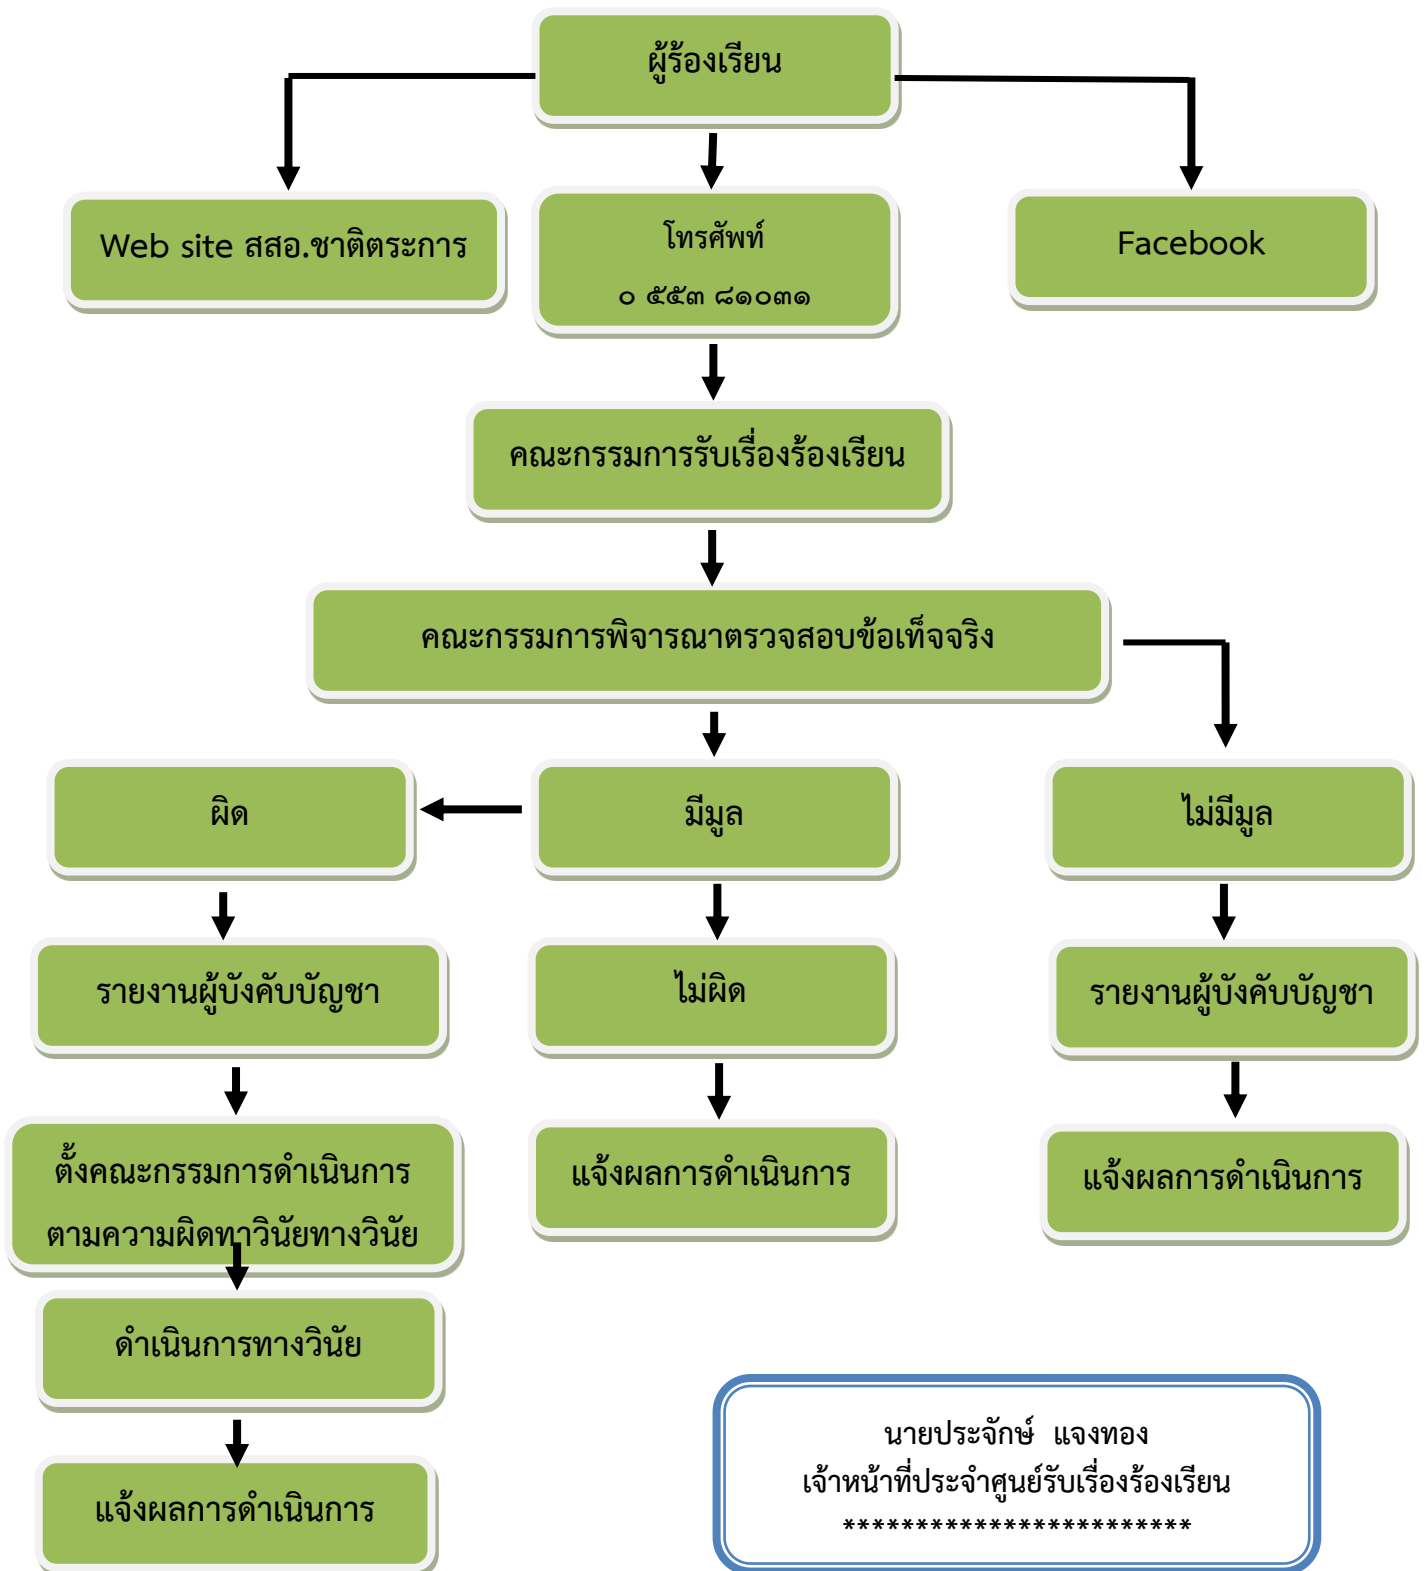 ผู้ร้องเรียน
Web site สสอ.ชาติตระการ
โทรศัพท์
๐ ๕๕๓ ๘๑๐๓๑
Facebook
คณะกรรมการรับเรื่องร้องเรียน
คณะกรรมการพิจารณาตรวจสอบข้อเท็จจริง
ผิด
มีมูล
ไม่มีมูล
รายงานผู้บังคับบัญชา
ไม่ผิด
รายงานผู้บังคับบัญชา
ตั้งคณะกรรมการดำเนินการ
ตามความผิดทาวินัยทางวินัย
แจ้งผลการดำเนินการ
แจ้งผลการดำเนินการ
ดำเนินการทางวินัย
แจ้งผลการดำเนินการ
นายประจักษ์ แจงทอง
เจ้าหน้าที่ประจำศูนย์รับเรื่องร้องเรียน
************************